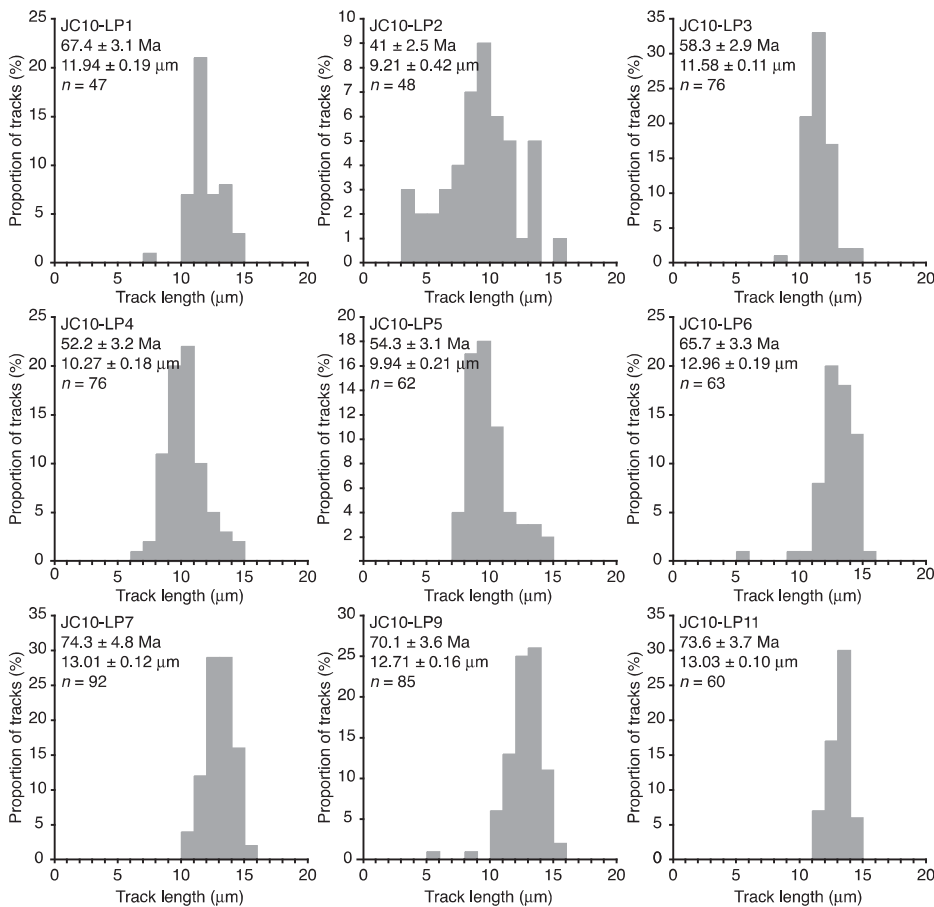 JC10-LP1
67.4 ± 3.1 Ma
11.94 ± 0.19 μm
n = 47
Proportion of tracks (%)
25
20
15
10
5
0
0 5 10 15 20
Track length (μm)
JC10-LP2
41 ± 2.5 Ma
9.21 ± 0.42 μm
n = 48
Proportion of tracks (%)
10
9
8
7
6
5
4
3
2
1
0
0 5 10 15 20
Track length (μm)
JC10-LP3
58.3 ± 2.9 Ma
11.58 ± 0.11 μm
n = 76
Proportion of tracks (%)
35
30
25
20
15
10
5
0
0 5 10 15 20
Track length (μm)
JC10-LP4
52.2 ± 3.2 Ma
10.27 ± 0.18 μm
n = 76
Proportion of tracks (%)
25
20
15
10
5
0
0 5 10 15 20
Track length (μm)
JC10-LP5
54.3 ± 3.1 Ma
9.94 ± 0.21 μm
n = 62
Proportion of tracks (%)
20
18
16
14
12
10
8
6
4
2
0 5 10 15 20
Track length (μm)
JC10-LP6
65.7 ± 3.3 Ma
12.96 ± 0.19 μm
n = 63
Proportion of tracks (%)
25
20
15
10
5
0
0 5 10 15 20
Track length (μm)
JC10-LP7
74.3 ± 4.8 Ma
13.01 ± 0.12 μm
n = 92
Proportion of tracks (%)
35
30
25
20
15
10
5
0
0 5 10 15 20
Track length (μm)
JC10-LP9
70.1 ± 3.6 Ma
12.71 ± 0.16 μm
n = 85
Proportion of tracks (%)
30
25
20
15
10
5
0
0 5 10 15 20
Track length (μm)
JC10-LP11
73.6 ± 3.7 Ma
13.03 ± 0.10 μm
n = 60
Proportion of tracks (%)
35
30
25
20
15
10
5
0
0 5 10 15 20
Track length (μm)